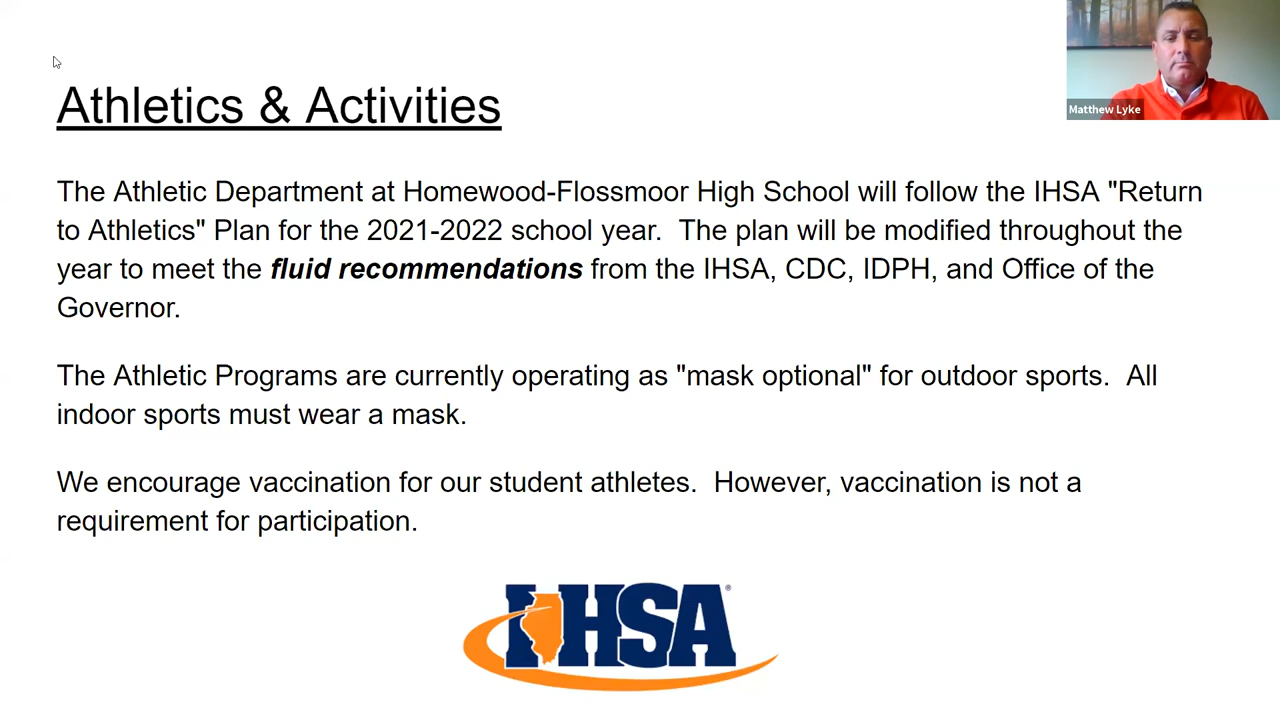 Athletics & Activities
Matthew Lyke
The Athletic Department at Homewood-Flossmoor High School will follow the IHSA "Return
to Athletics" Plan for the 2021-2022 school year.  The plan will be modified throughout the
year to meet the fluid recommendations from the IHSA, CDC, IDPH, and Office of the
Governor.
The Athletic Programs are currently operating as "mask optional" for outdoor sports.  All
indoor sports must wear a mask.
We encourage vaccination for our student athletes.  However, vaccination is not a
requirement for participation.
IHSA®